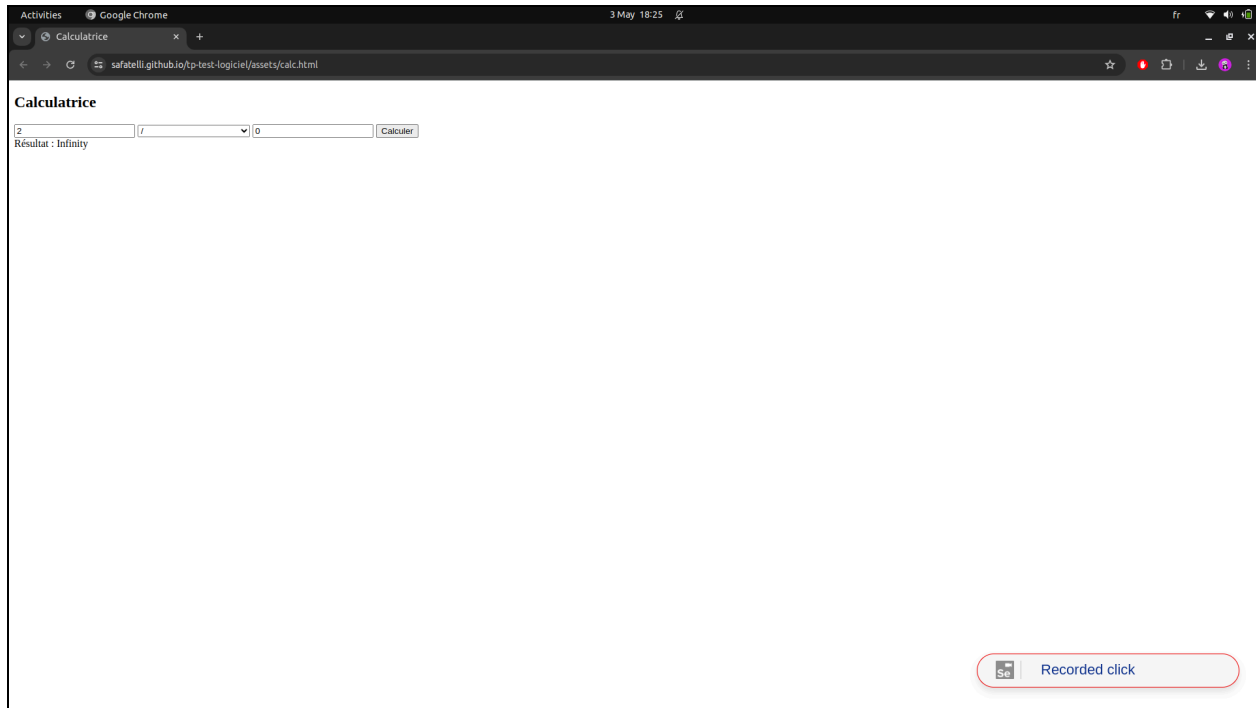 Activities Google Chrome 3 May 18:25 fr
Calculatrice
safatelli.github.io/tp-test-logiciel/assets/calc.html
Calculatrice
2 / 0 Calculer
Résultat : Infinity
Se Recorded click